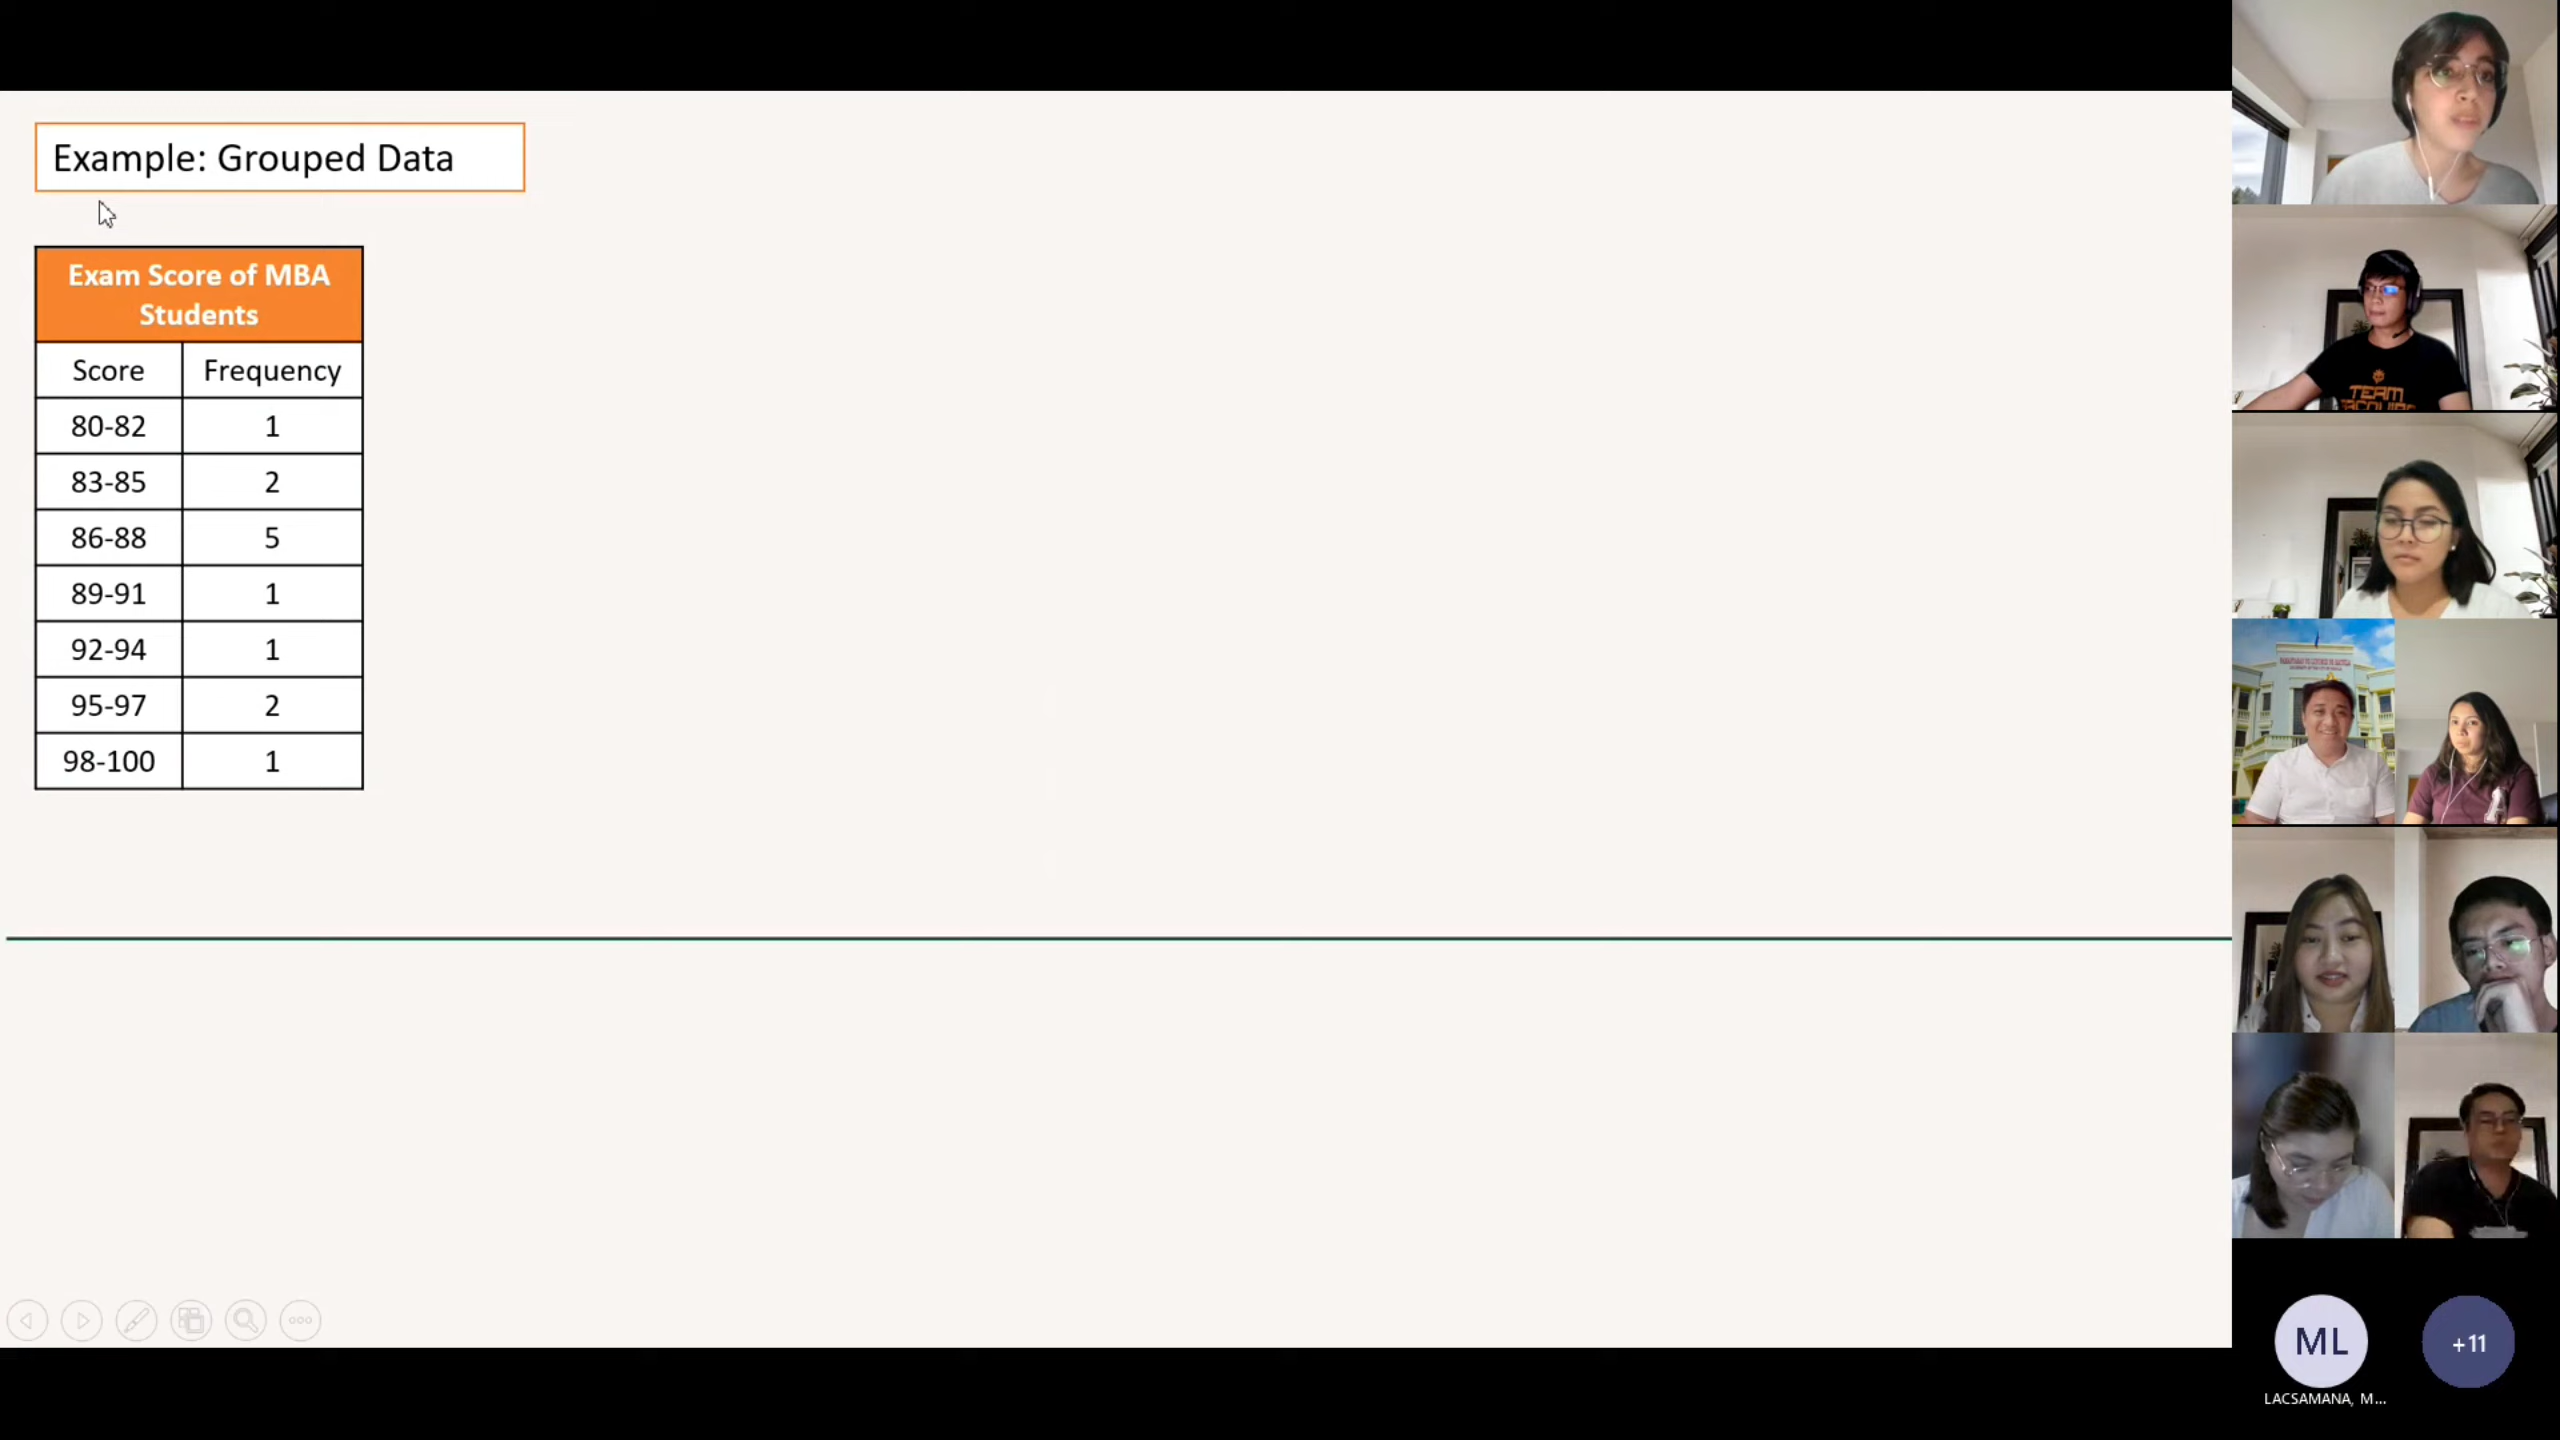 Example: Grouped Data
Exam Score of MBA
Students
Score Frequency
80-82 1
83-85 2
86-88 5
89-91 1
92-94 1
95-97 2
98-100 1
TEAM
ML
+11
LACSAMANA, M...